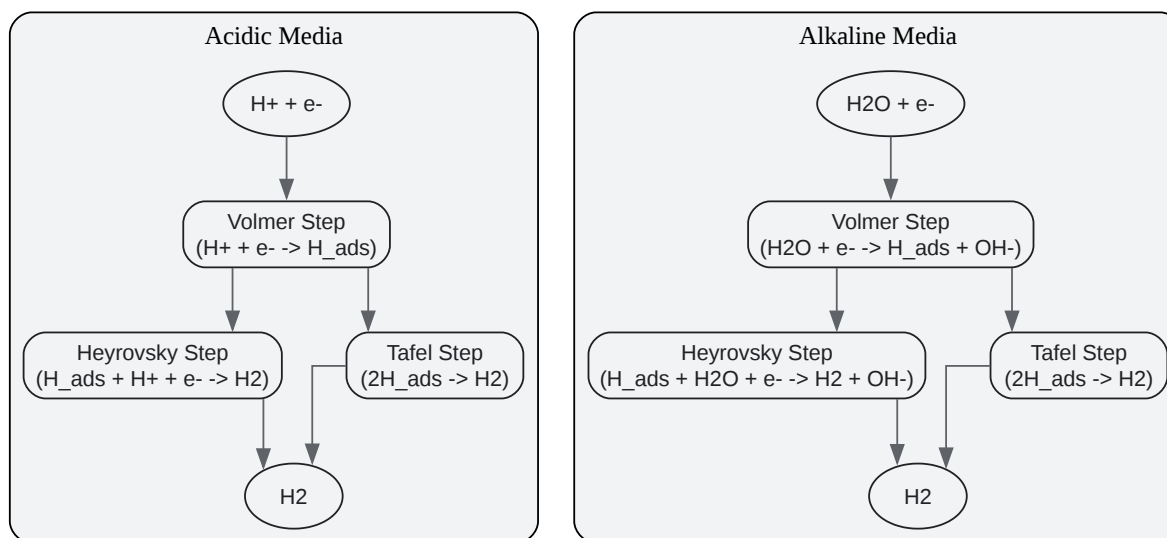 Acidic Media
H+ + e-
Volmer Step
(H+ + e- -> H_ads)
Heyrovsky Step
(H_ads + H+ + e- -> H2)
Tafel Step
(2H_ads -> H2)
H2
Alkaline Media
H2O + e-
Volmer Step
(H2O + e- -> H_ads + OH-)
Heyrovsky Step
(H_ads + H2O + e- -> H2 + OH-)
Tafel Step
(2H_ads -> H2)
H2